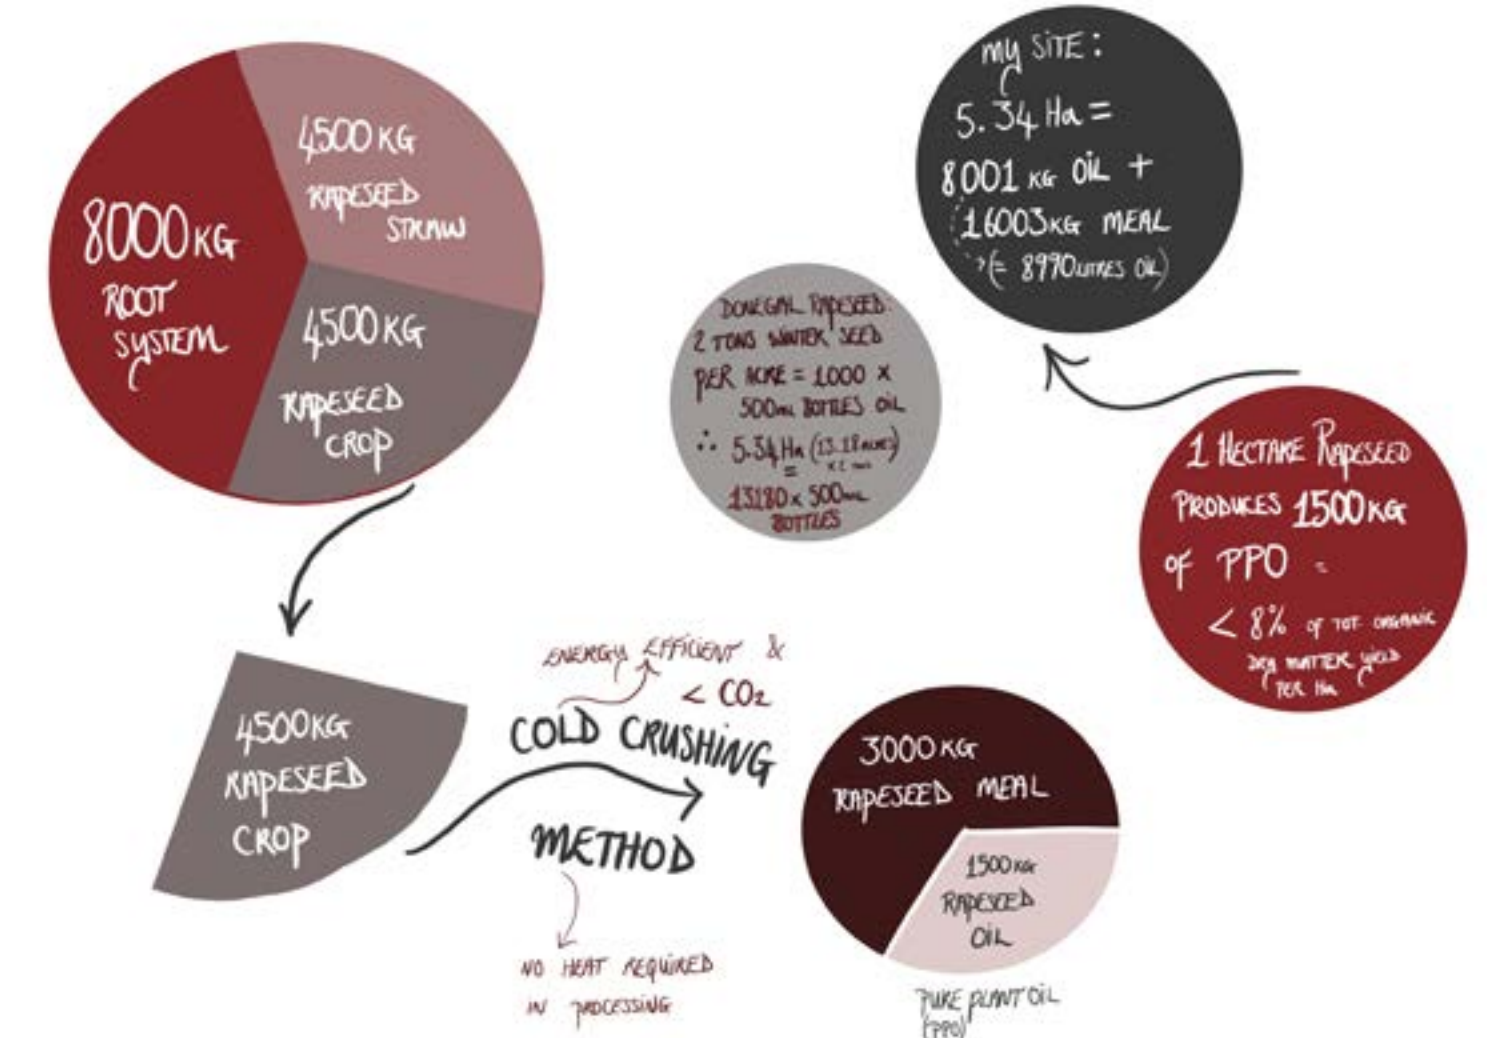 8000KG
ROOT
SYSTEM
4500KG
RAPESEED
STRAW
4500KG
RAPESEED
CROP
MY SITE:
5.34 Ha =
8001 KG OIL +
16003KG MEAL
(= 8990 LITRES OIL)
DONEGAL RAPESEED:
2 TONS WINTER SEED
PER ACRE = 1000 X
500ML BOTTLES OIL
∴ 5.34 Ha (13.18 ACRES)
=
13180 x 500ML
BOTTLES
1 HECTARE RAPESEED
PRODUCES 1500KG
OF PPO =
< 8% OF TOT ORGANIC
DRY MATTER YIELD
PER Ha
4500KG
RAPESEED
CROP
ENERGY EFFICIENT &
< CO2
COLD CRUSHING
METHOD
NO HEAT REQUIRED
IN PROCESSING
3000KG
RAPESEED MEAL
1500KG
RAPESEED
OIL
PURE PLANT OIL
(PPO)